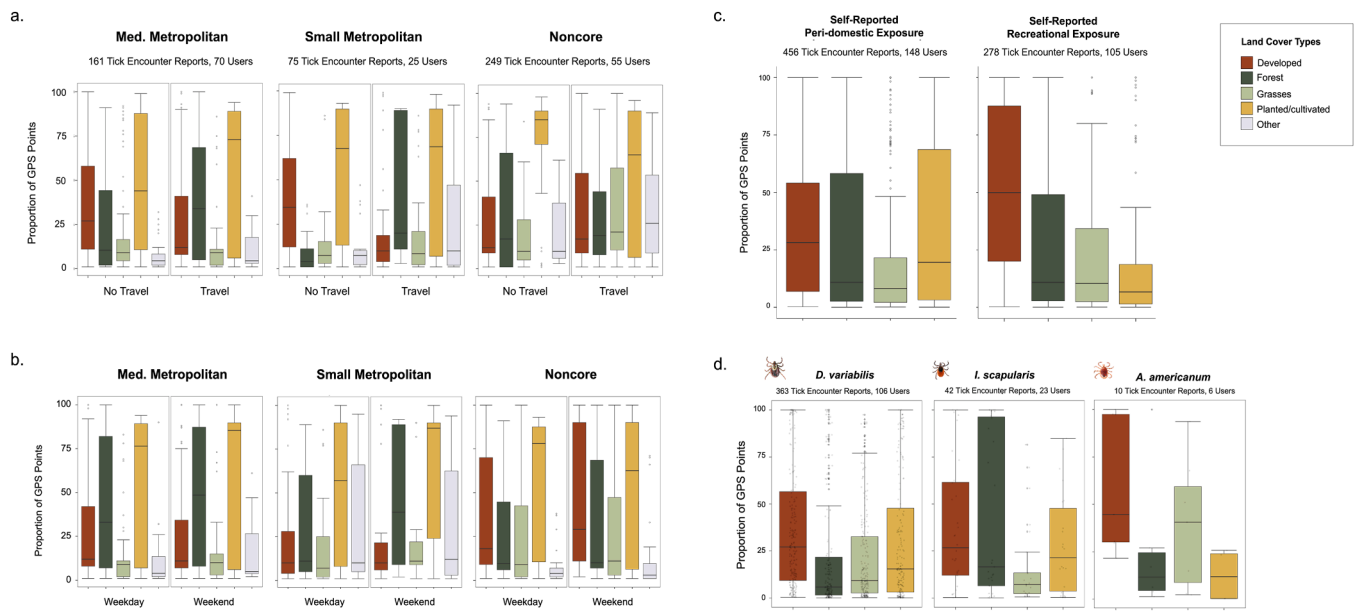 a.
Med. Metropolitan
161 Tick Encounter Reports, 70 Users
Small Metropolitan
75 Tick Encounter Reports, 25 Users
Noncore
249 Tick Encounter Reports, 55 Users
Proportion of GPS Points
100
75
50
25
0
No Travel
Travel
No Travel
Travel
No Travel
Travel
b.
Med. Metropolitan
Small Metropolitan
Noncore
Proportion of GPS Points
100
75
50
25
0
Weekday
Weekend
Weekday
Weekend
Weekday
Weekend
c.
Self-Reported
Peri-domestic Exposure
456 Tick Encounter Reports, 148 Users
Self-Reported
Recreational Exposure
278 Tick Encounter Reports, 105 Users
Proportion of GPS Points
100
75
50
25
0
Land Cover Types
Developed
Forest
Grasses
Planted/cultivated
Other
d.
D. variabilis
363 Tick Encounter Reports, 106 Users
I. scapularis
42 Tick Encounter Reports, 23 Users
A. americanum
10 Tick Encounter Reports, 6 Users
Proportion of GPS Points
100
75
50
25
0